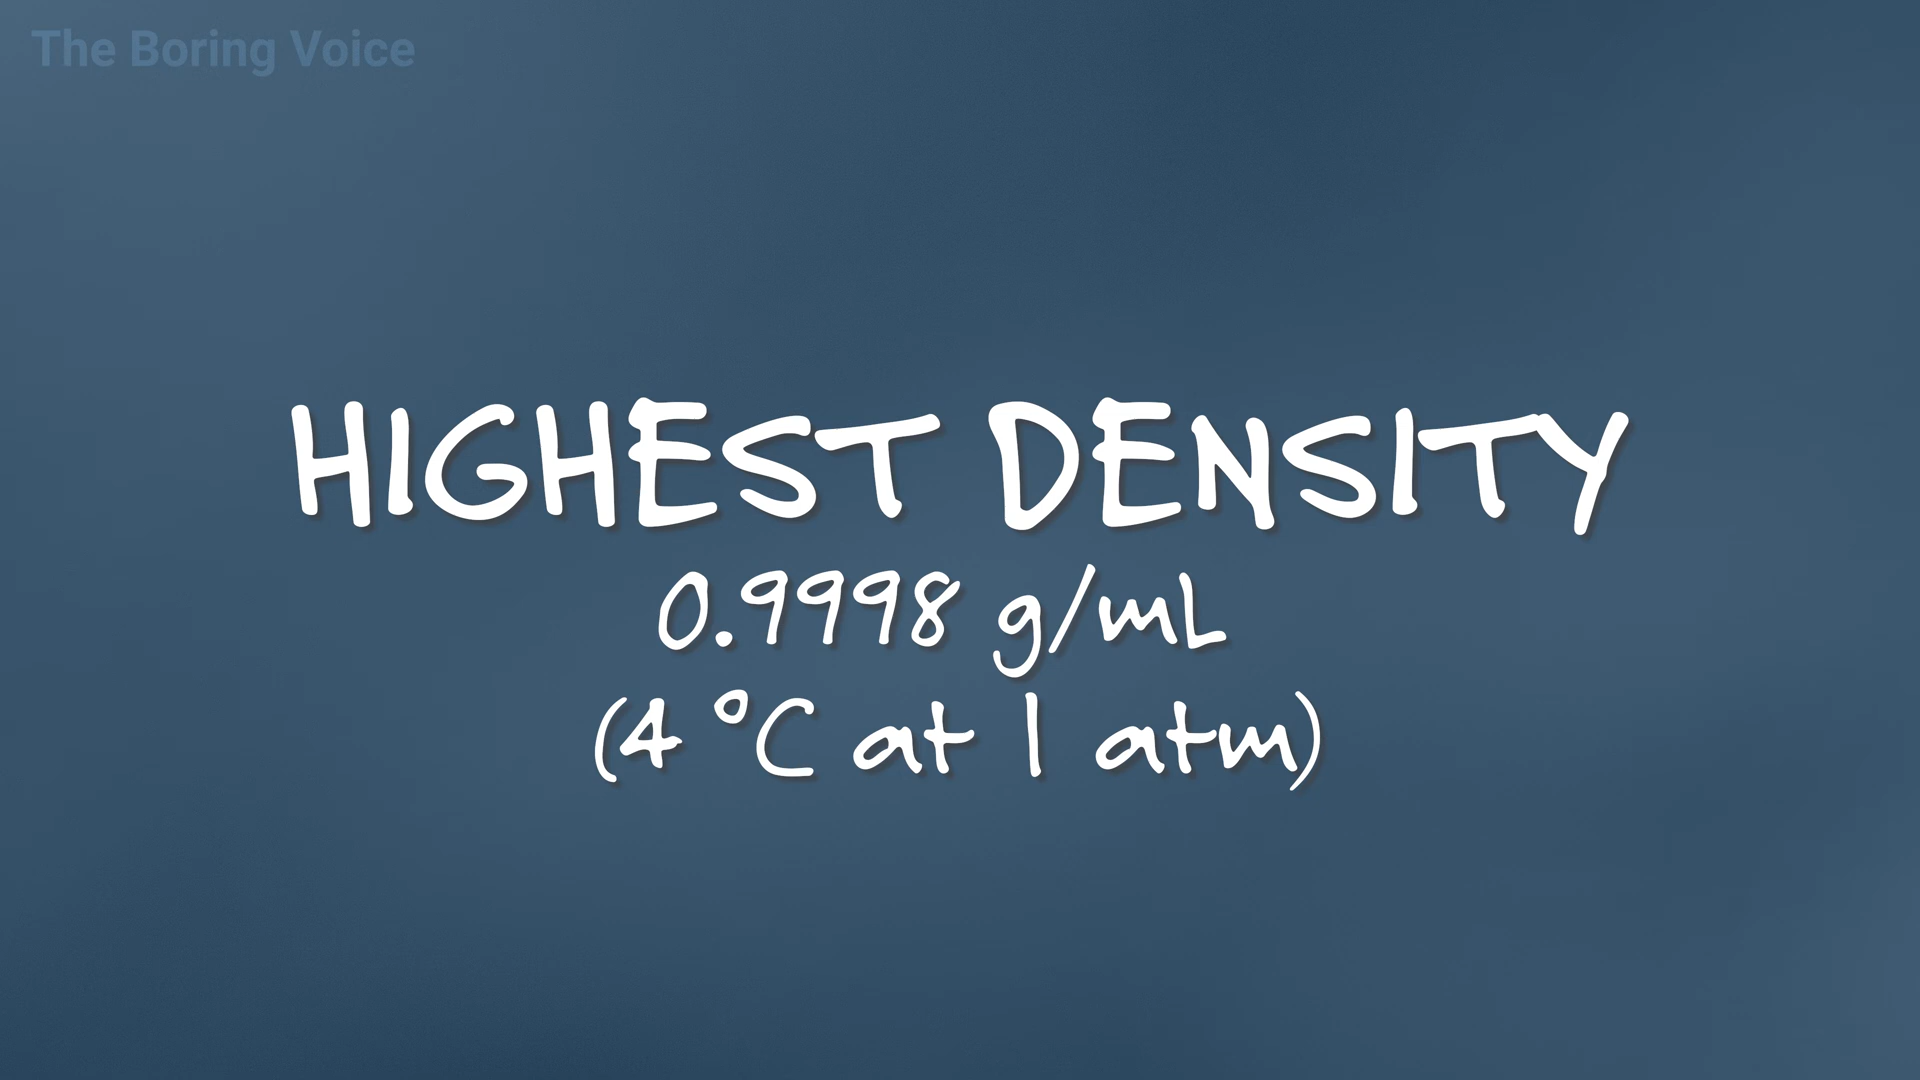 The Boring Voice
HIGHEST DENSITY
0.9998 g/mL
(4 °C at 1 atm)